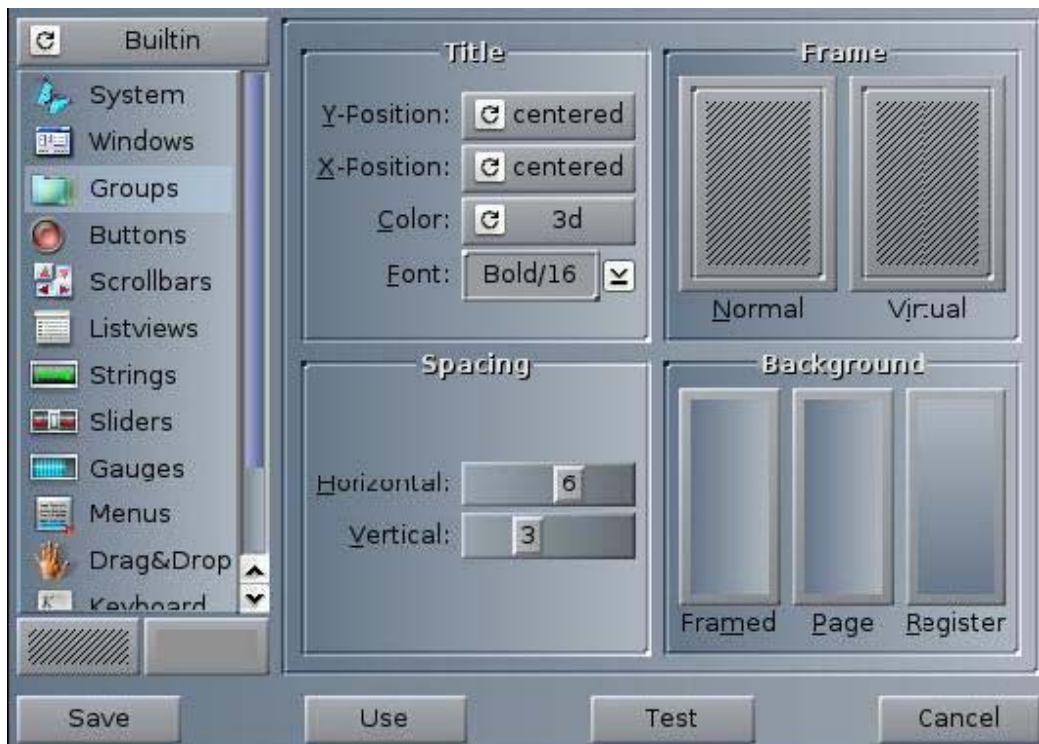 Builtin
System
Windows
Groups
Buttons
Scrollbars
Listviews
Strings
Sliders
Gauges
Menus
Drag&Drop
Keyboard
Title
Y-Position: centered
X-Position: centered
Color: 3d
Font: Bold/16
Frame
Normal Virtual
Spacing
Horizontal: 6
Vertical: 3
Background
Framed Page Register
Save Use Test Cancel